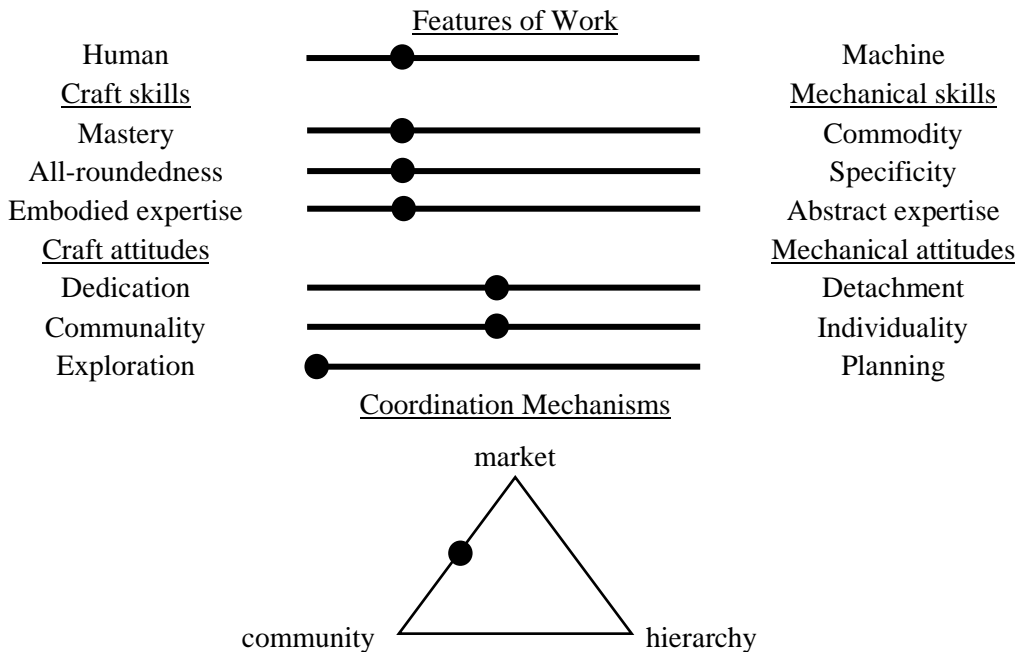 Features of Work
Human Machine
Craft skills Mechanical skills
Mastery Commodity
All-roundedness Specificity
Embodied expertise Abstract expertise
Craft attitudes Mechanical attitudes
Dedication Detachment
Communality Individuality
Exploration Planning
Coordination Mechanisms
market
community hierarchy